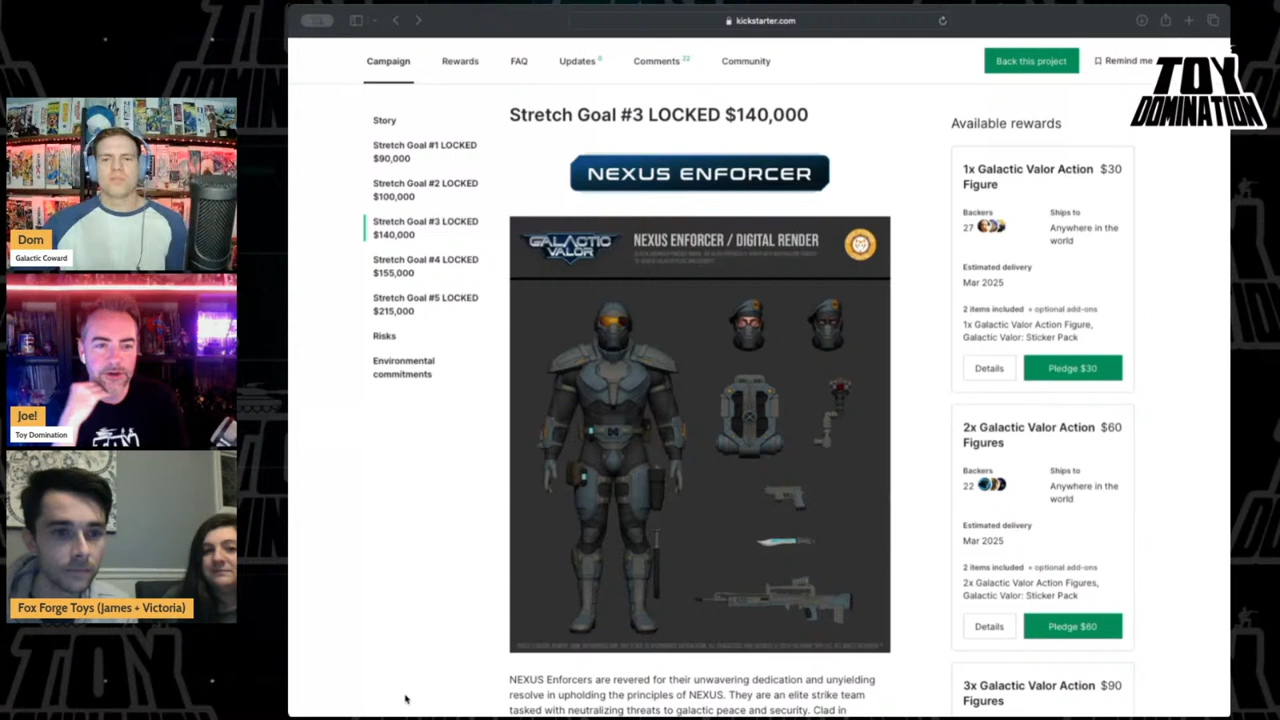 kickstarter.com
Campaign
Rewards
FAQ
Updates 0
Comments 22
Community
Back this project
Remind me
TOY
DOMINATION
Dom
Galactic Coward
Joe!
Toy Domination
Fox Forge Toys (James + Victoria)
Story
Stretch Goal #1 LOCKED
$90,000
Stretch Goal #2 LOCKED
$100,000
Stretch Goal #3 LOCKED
$140,000
Stretch Goal #4 LOCKED
$155,000
Stretch Goal #5 LOCKED
$215,000
Risks
Environmental
commitments
Stretch Goal #3 LOCKED $140,000
NEXUS ENFORCER
GALACTIC
VALOR
NEXUS ENFORCER / DIGITAL RENDER
NEXUS Enforcers are revered for their unwavering dedication and unyielding
resolve in upholding the principles of NEXUS. They are an elite strike team
tasked with neutralizing threats to galactic peace and security. Clad in
Available rewards
1x Galactic Valor Action $30
Figure
Backers
27
Ships to
Anywhere in the
world
Estimated delivery
Mar 2025
2 items included + optional add-ons
1x Galactic Valor Action Figure,
Galactic Valor: Sticker Pack
Details
Pledge $30
2x Galactic Valor Action $60
Figures
Backers
22
Ships to
Anywhere in the
world
Estimated delivery
Mar 2025
2 items included + optional add-ons
2x Galactic Valor Action Figures,
Galactic Valor: Sticker Pack
Details
Pledge $60
3x Galactic Valor Action $90
Figures